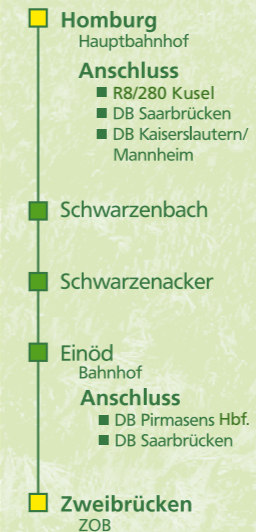 Homburg
Hauptbahnhof
Anschluss
R8/280 Kusel
DB Saarbrücken
DB Kaiserslautern/
Mannheim
Schwarzenbach
Schwarzenacker
Einöd
Bahnhof
Anschluss
DB Pirmasens Hbf.
DB Saarbrücken
Zweibrücken
ZOB